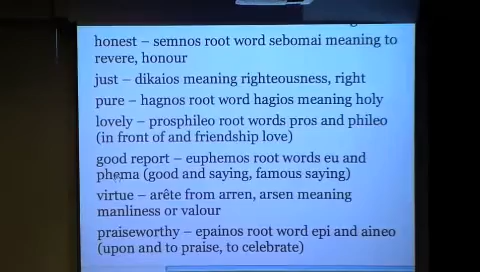 honest – semnos root word sebomai meaning to
revere, honour
just – dikaios meaning righteousness, right
pure – hagnos root word hagios meaning holy
lovely – prosphileo root words pros and phileo
(in front of and friendship love)
good report – euphemos root words eu and
phema (good and saying, famous saying)
virtue – arête from arren, arsen meaning
manliness or valour
praiseworthy – epainos root word epi and aineo
(upon and to praise, to celebrate)